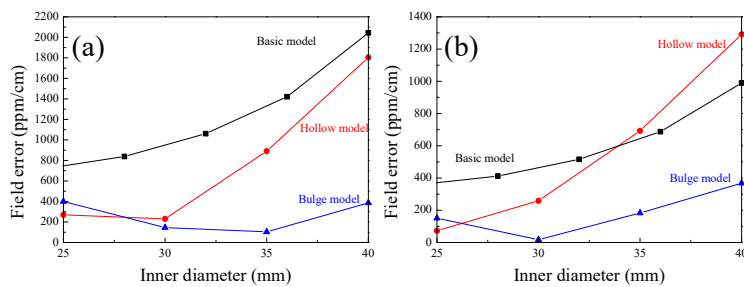 2200
2000
1800
1600
1400
1200
1000
800
600
400
200
0
Field error (ppm/cm)
(a)
Basic model
Hollow model
Bulge model
25
30
35
40
Inner diameter (mm)
1400
1200
1000
800
600
400
200
0
Field error (ppm/cm)
(b)
Hollow model
Basic model
Bulge model
25
30
35
40
Inner diameter (mm)